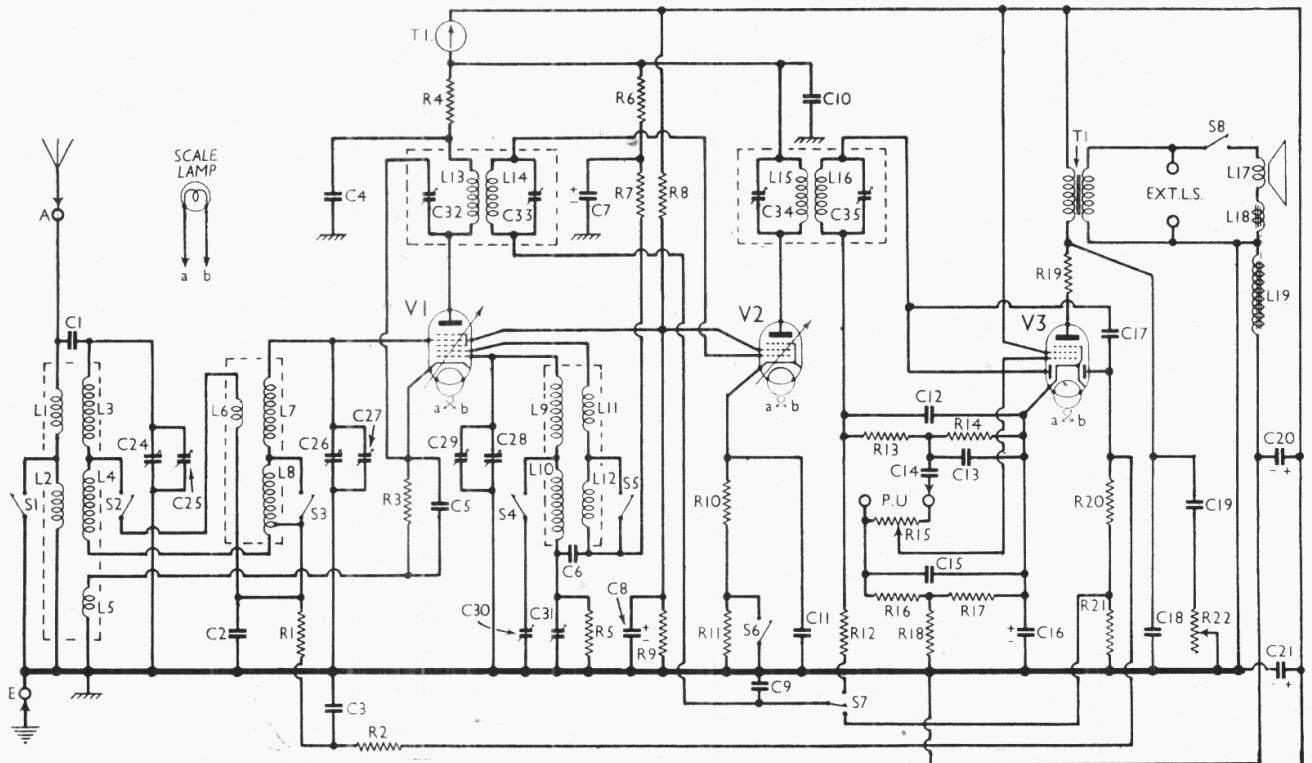 T1.
R4
R6
C10
S8
SCALE
LAMP
T1
L13
L14
L15
L16
L17
EXT.L.S.
A
C4
C32
C33
C7
R7
R8
C34
C35
L18
a b
R19
L19
V1
V2
V3
C17
C1
L1
L3
L6
L7
a b
L9
L11
a b
a b
C12
C24
C27
C26
C29
C28
R13
R14
C20
- +
L2
L4
C25
L8
L10
L12
S5
C14
C13
S1
S2
S3
R3
C5
S4
R10
P.U
R20
C19
R15
C6
C15
L5
C8
R16
R17
C2
R1
C30
C31
R5
R9
R11
S6
C11
R12
R18
C16
R21
C18
R22
C21
- +
E
C3
C9
S7
R2